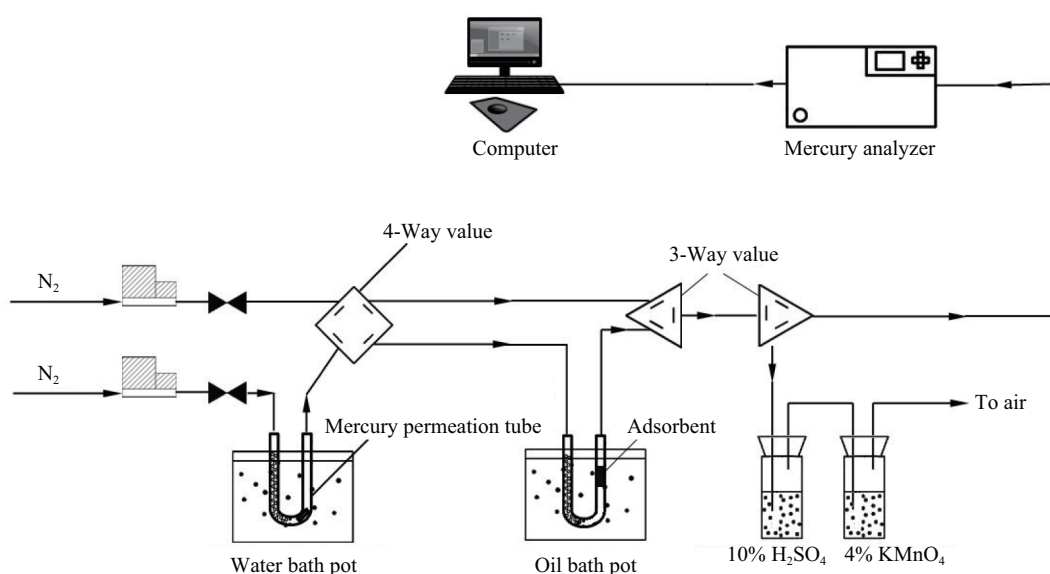 Computer
Mercury analyzer
4-Way value
3-Way value
N₂
N₂
To air
Mercury permeation tube
Adsorbent
Water bath pot
Oil bath pot
10% H₂SO₄
4% KMnO₄